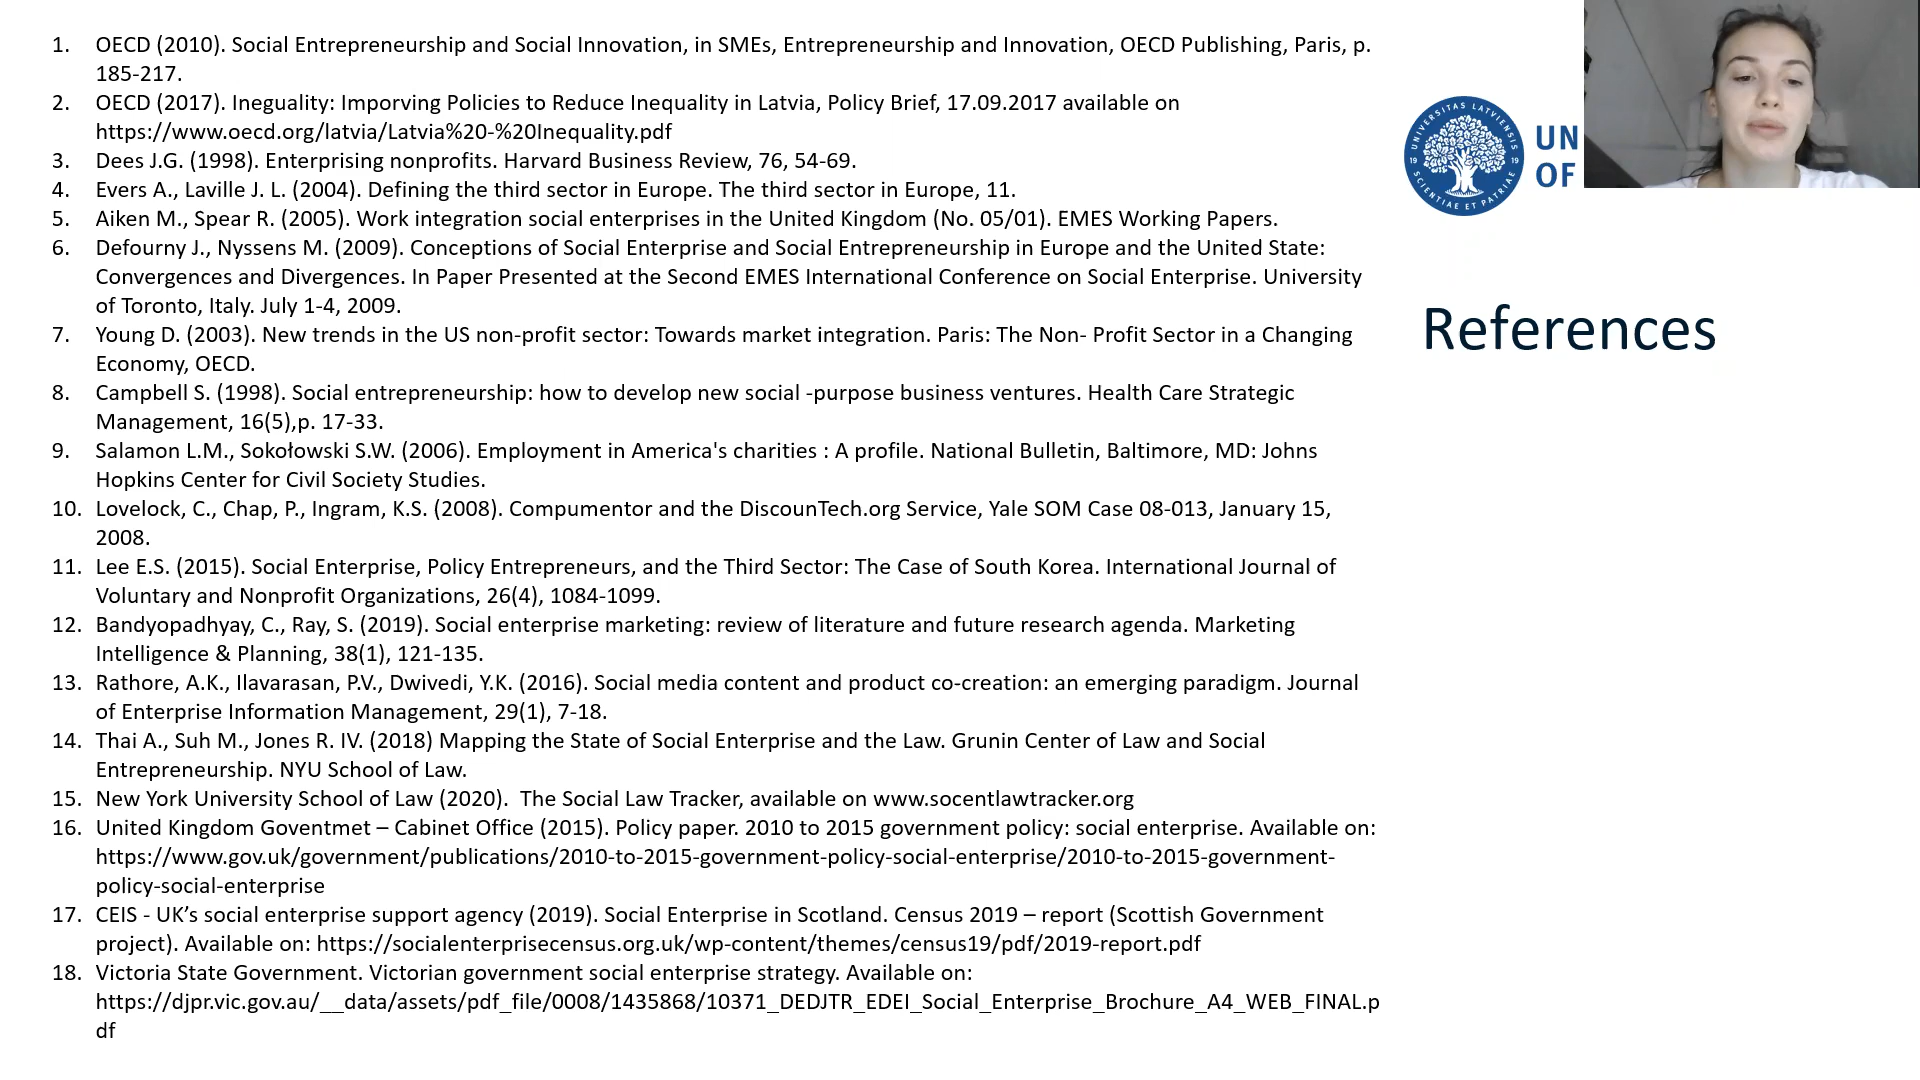 1. OECD (2010). Social Entrepreneurship and Social Innovation, in SMEs, Entrepreneurship and Innovation, OECD Publishing, Paris, p.
185-217.
2. OECD (2017). Ineguality: Imporving Policies to Reduce Inequality in Latvia, Policy Brief, 17.09.2017 available on
https://www.oecd.org/latvia/Latvia%20-%20Inequality.pdf
3. Dees J.G. (1998). Enterprising nonprofits. Harvard Business Review, 76, 54-69.
4. Evers A., Laville J. L. (2004). Defining the third sector in Europe. The third sector in Europe, 11.
5. Aiken M., Spear R. (2005). Work integration social enterprises in the United Kingdom (No. 05/01). EMES Working Papers.
6. Defourny J., Nyssens M. (2009). Conceptions of Social Enterprise and Social Entrepreneurship in Europe and the United State:
Convergences and Divergences. In Paper Presented at the Second EMES International Conference on Social Enterprise. University
of Toronto, Italy. July 1-4, 2009.
7. Young D. (2003). New trends in the US non-profit sector: Towards market integration. Paris: The Non- Profit Sector in a Changing
Economy, OECD.
8. Campbell S. (1998). Social entrepreneurship: how to develop new social -purpose business ventures. Health Care Strategic
Management, 16(5),p. 17-33.
9. Salamon L.M., Sokołowski S.W. (2006). Employment in America's charities : A profile. National Bulletin, Baltimore, MD: Johns
Hopkins Center for Civil Society Studies.
10. Lovelock, C., Chap, P., Ingram, K.S. (2008). Compumentor and the DiscounTech.org Service, Yale SOM Case 08-013, January 15,
2008.
11. Lee E.S. (2015). Social Enterprise, Policy Entrepreneurs, and the Third Sector: The Case of South Korea. International Journal of
Voluntary and Nonprofit Organizations, 26(4), 1084-1099.
12. Bandyopadhyay, C., Ray, S. (2019). Social enterprise marketing: review of literature and future research agenda. Marketing
Intelligence & Planning, 38(1), 121-135.
13. Rathore, A.K., Ilavarasan, P.V., Dwivedi, Y.K. (2016). Social media content and product co-creation: an emerging paradigm. Journal
of Enterprise Information Management, 29(1), 7-18.
14. Thai A., Suh M., Jones R. IV. (2018) Mapping the State of Social Enterprise and the Law. Grunin Center of Law and Social
Entrepreneurship. NYU School of Law.
15. New York University School of Law (2020).  The Social Law Tracker, available on www.socentlawtracker.org
16. United Kingdom Goventmet – Cabinet Office (2015). Policy paper. 2010 to 2015 government policy: social enterprise. Available on:
https://www.gov.uk/government/publications/2010-to-2015-government-policy-social-enterprise/2010-to-2015-government-
policy-social-enterprise
17. CEIS - UK’s social enterprise support agency (2019). Social Enterprise in Scotland. Census 2019 – report (Scottish Government
project). Available on: https://socialenterprisecensus.org.uk/wp-content/themes/census19/pdf/2019-report.pdf
18. Victoria State Government. Victorian government social enterprise strategy. Available on:
https://djpr.vic.gov.au/__data/assets/pdf_file/0008/1435868/10371_DEDJTR_EDEI_Social_Enterprise_Brochure_A4_WEB_FINAL.p
df
UNIVERSITAS LATVIENSIS
19 19
SCIENTIAE ET PATRIAE
UN
OF
References